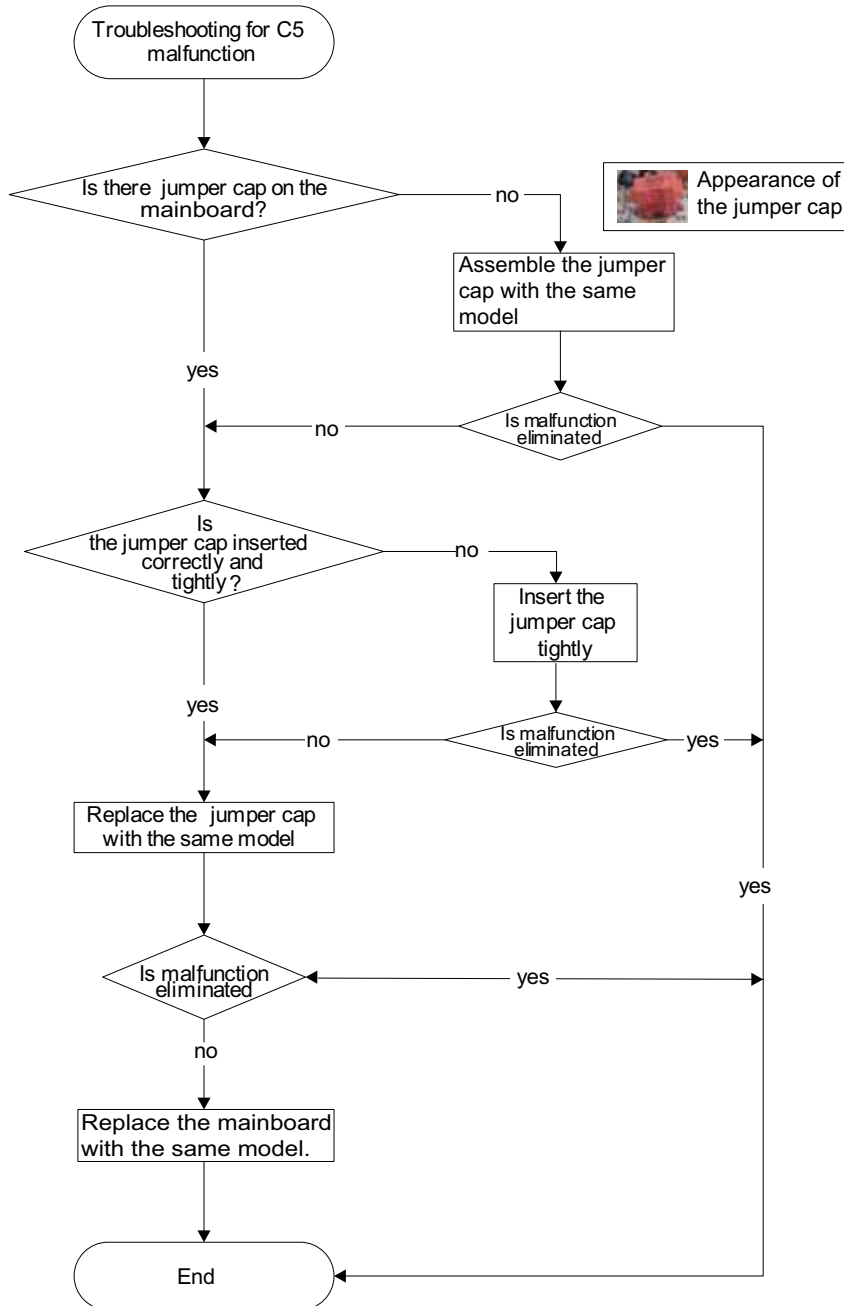 Troubleshooting for C5
malfunction
Is there jumper cap on the
mainboard?
no
Appearance of
the jumper cap
Assemble the jumper
cap with the same
model
yes
Is malfunction
eliminated
no
Is
the jumper cap inserted
correctly and
tightly?
no
Insert the
jumper cap
tightly
yes
Is malfunction
eliminated
no
yes
Replace the jumper cap
with the same model
yes
Is malfunction
eliminated
yes
no
Replace the mainboard
with the same model.
End